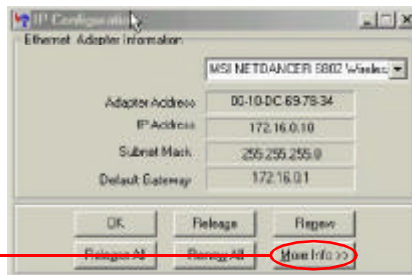 IP Configuration
Ethernet Adapter Information
MSI NETDANCER 6802 Wireless
Adapter Address 00-10-DC-69-78-34
IP Address 172.16.0.10
Subnet Mask 255.255.255.0
Default Gateway 172.16.0.1
OK Release Renew
Release All Renew All More Info >>